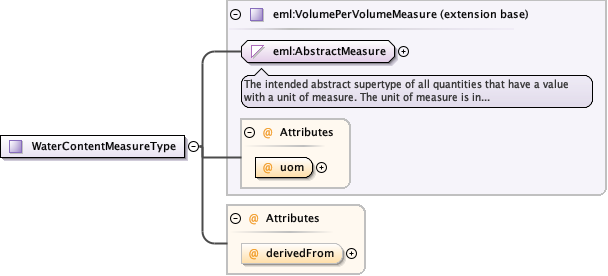 eml:VolumePerVolumeMeasure (extension base)
eml:AbstractMeasure
The intended abstract supertype of all quantities that have a value
with a unit of measure. The unit of measure is in...
@ Attributes
uom
WaterContentMeasureType
@ Attributes
derivedFrom